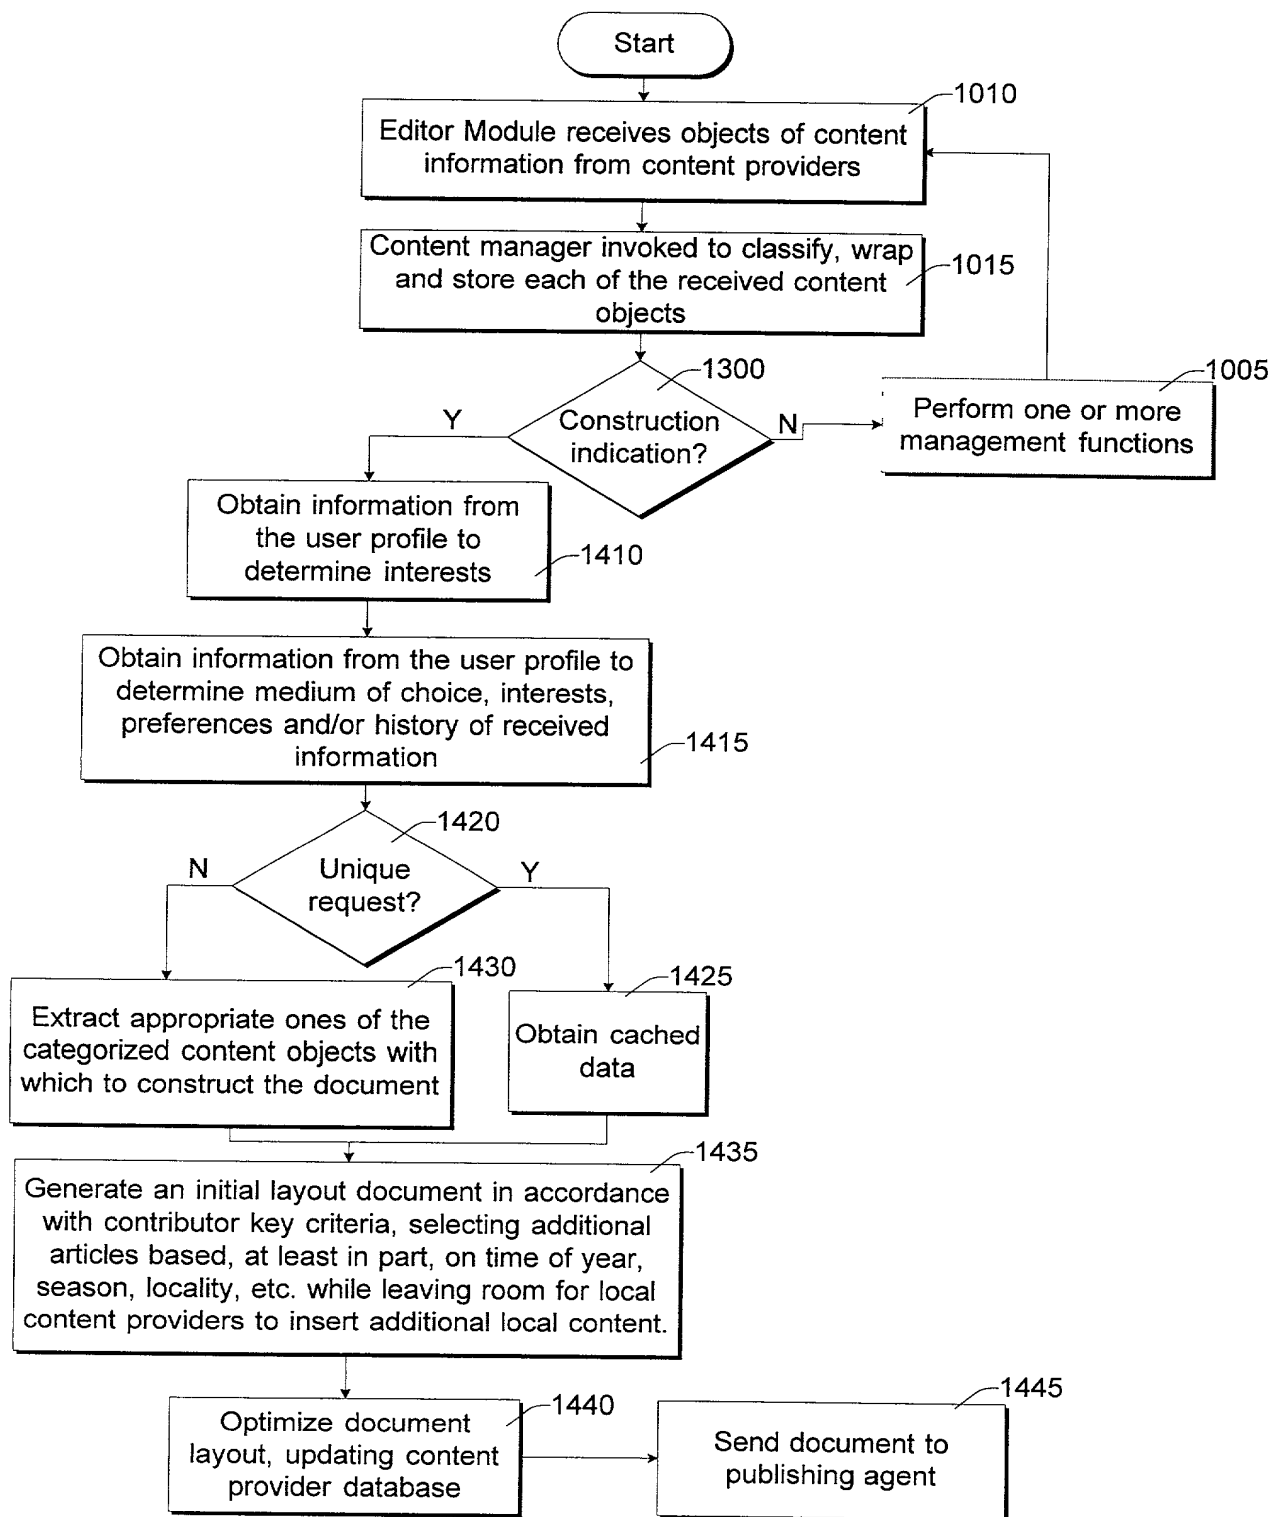 Start
1010
Editor Module receives objects of content
information from content providers
Content manager invoked to classify, wrap
and store each of the received content
objects
1015
1300
Construction
indication?
Y
N
1005
Perform one or more
management functions
Obtain information from
the user profile to
determine interests
1410
Obtain information from the user profile to
determine medium of choice, interests,
preferences and/or history of received
information
1415
1420
Unique
request?
N
Y
1430
Extract appropriate ones of the
categorized content objects with
which to construct the document
1425
Obtain cached
data
1435
Generate an initial layout document in accordance
with contributor key criteria, selecting additional
articles based, at least in part, on time of year,
season, locality, etc. while leaving room for local
content providers to insert additional local content.
1440
Optimize document
layout, updating content
provider database
1445
Send document to
publishing agent